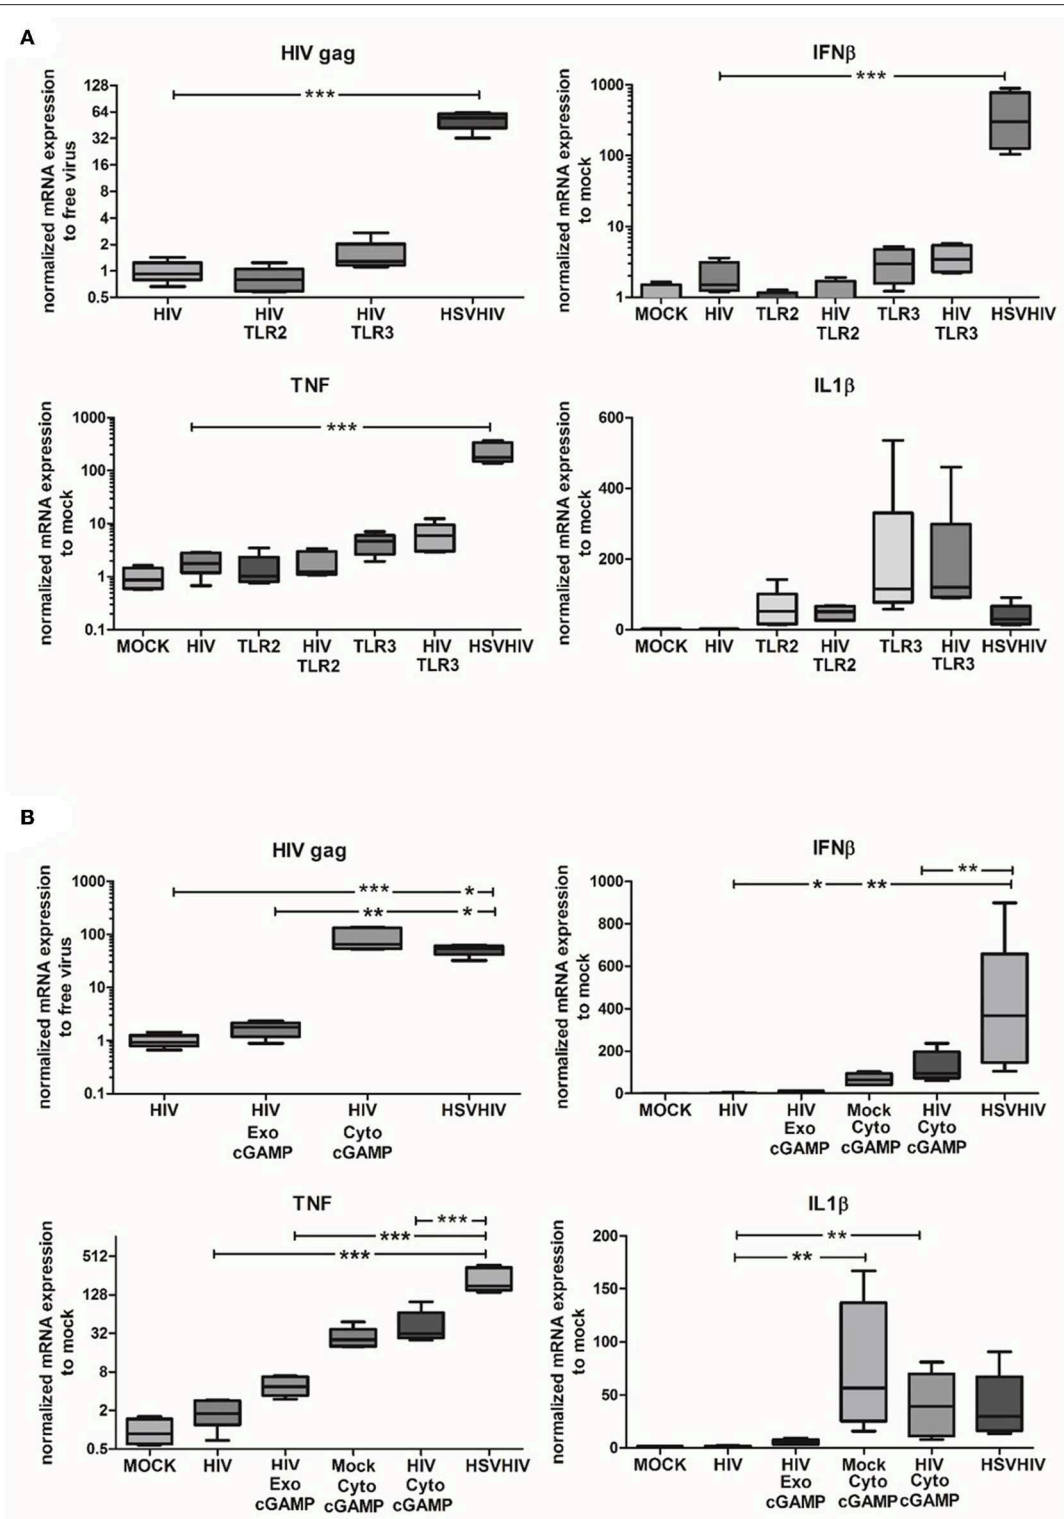 A
HIV gag
normalized mRNA expression
to free virus
128
64
32
16
8
4
2
1
0.5
***
HIV
HIV
TLR2
HIV
TLR3
HSVHIV
IFNβ
normalized mRNA expression
to mock
1000
100
10
1
***
MOCK
HIV
TLR2
HIV
TLR2
TLR3
HIV
TLR3
HSVHIV
TNF
normalized mRNA expression
to mock
1000
100
10
1
0.1
***
MOCK
HIV
TLR2
HIV
TLR2
TLR3
HIV
TLR3
HSVHIV
IL1β
normalized mRNA expression
to mock
600
400
200
0
MOCK
HIV
TLR2
HIV
TLR2
TLR3
HIV
TLR3
HSVHIV
B
HIV gag
normalized mRNA expression
to free virus
1000
100
10
1
0.1
*** *
** *
HIV
HIV
Exo
cGAMP
HIV
Cyto
cGAMP
HSVHIV
IFNβ
normalized mRNA expression
to mock
1000
800
600
400
200
0
**
* **
MOCK
HIV
HIV
Exo
cGAMP
Mock
Cyto
cGAMP
HIV
Cyto
cGAMP
HSVHIV
TNF
normalized mRNA expression
to mock
512
128
32
8
2
0.5
***
***
***
MOCK
HIV
HIV
Exo
cGAMP
Mock
Cyto
cGAMP
HIV
Cyto
cGAMP
HSVHIV
IL1β
normalized mRNA expression
to mock
200
150
100
50
0
**
**
MOCK
HIV
HIV
Exo
cGAMP
Mock
Cyto
cGAMP
HIV
Cyto
cGAMP
HSVHIV